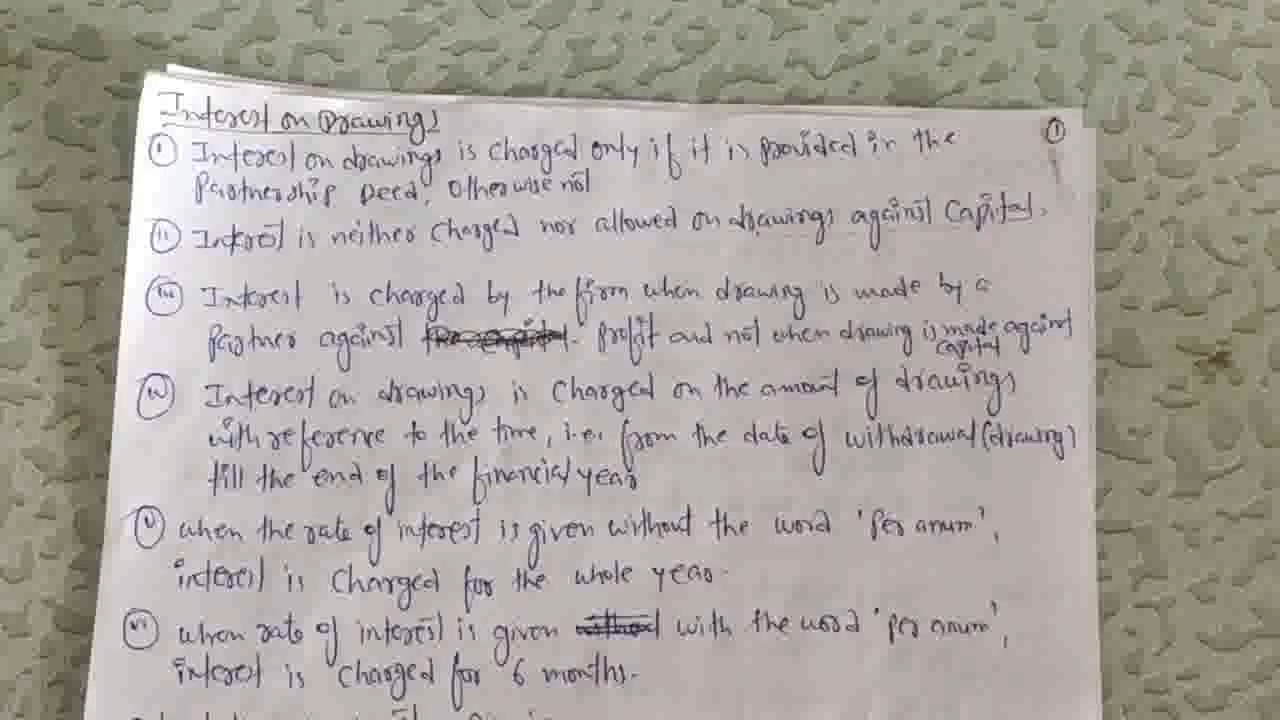 Interest on Drawings
①
i Interest on drawings is charged only if it is provided in the
Partnership Deed, otherwise not
ii Interest is neither charged nor allowed on drawings against Capital.
iii Interest is charged by the firm when drawing is made by a
Partner against profit and not when drawing is made against
capital
iv Interest on drawings is charged on the amount of drawings
with reference to the time, i.e. from the date of withdrawal (drawing)
till the end of the financial year
v when the rate of interest is given without the word 'Per anum',
interest is charged for the whole year.
vi when rate of interest is given with the word 'per anum',
interest is charged for 6 months.